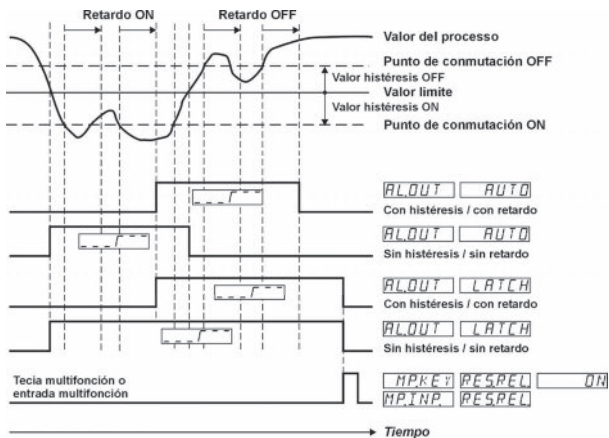 Retardo ON Retardo OFF
Valor del proceso
Punto de conmutación OFF
Valor histéresis OFF
Valor limite
Valor histéresis ON
Punto de conmutación ON
AL.OUT AUTO
Con histéresis / con retardo
AL.OUT AUTO
Sin histéresis / sin retardo
AL.OUT LATCH
Con histéresis / con retardo
AL.OUT LATCH
Sin histéresis / sin retardo
Tecia multifonción o
entrada multifonción
MP.KEY RES.REL ON
MP.INP. RES.REL
Tiempo